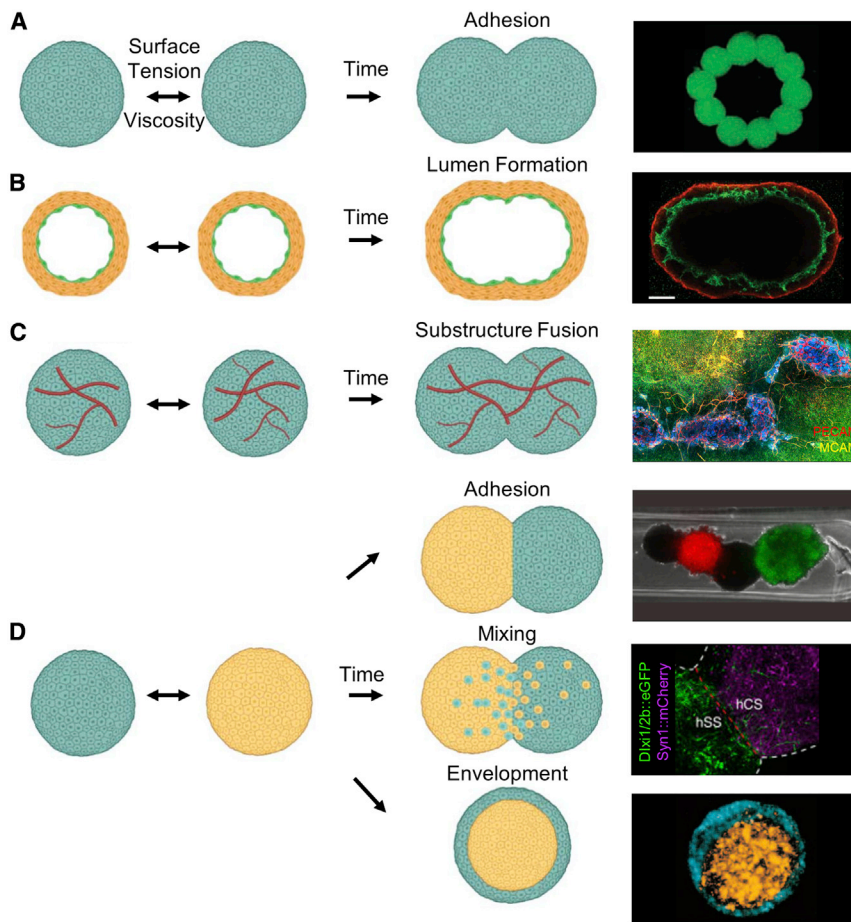 A
Surface
Tension
Viscosity
Time
Adhesion
B
Time
Lumen Formation
C
Time
Substructure Fusion
MCAM
Adhesion
D
Time
Mixing
Dlxi1/2b::eGFP
Syn1::mCherry
hSS
hCS
Envelopment